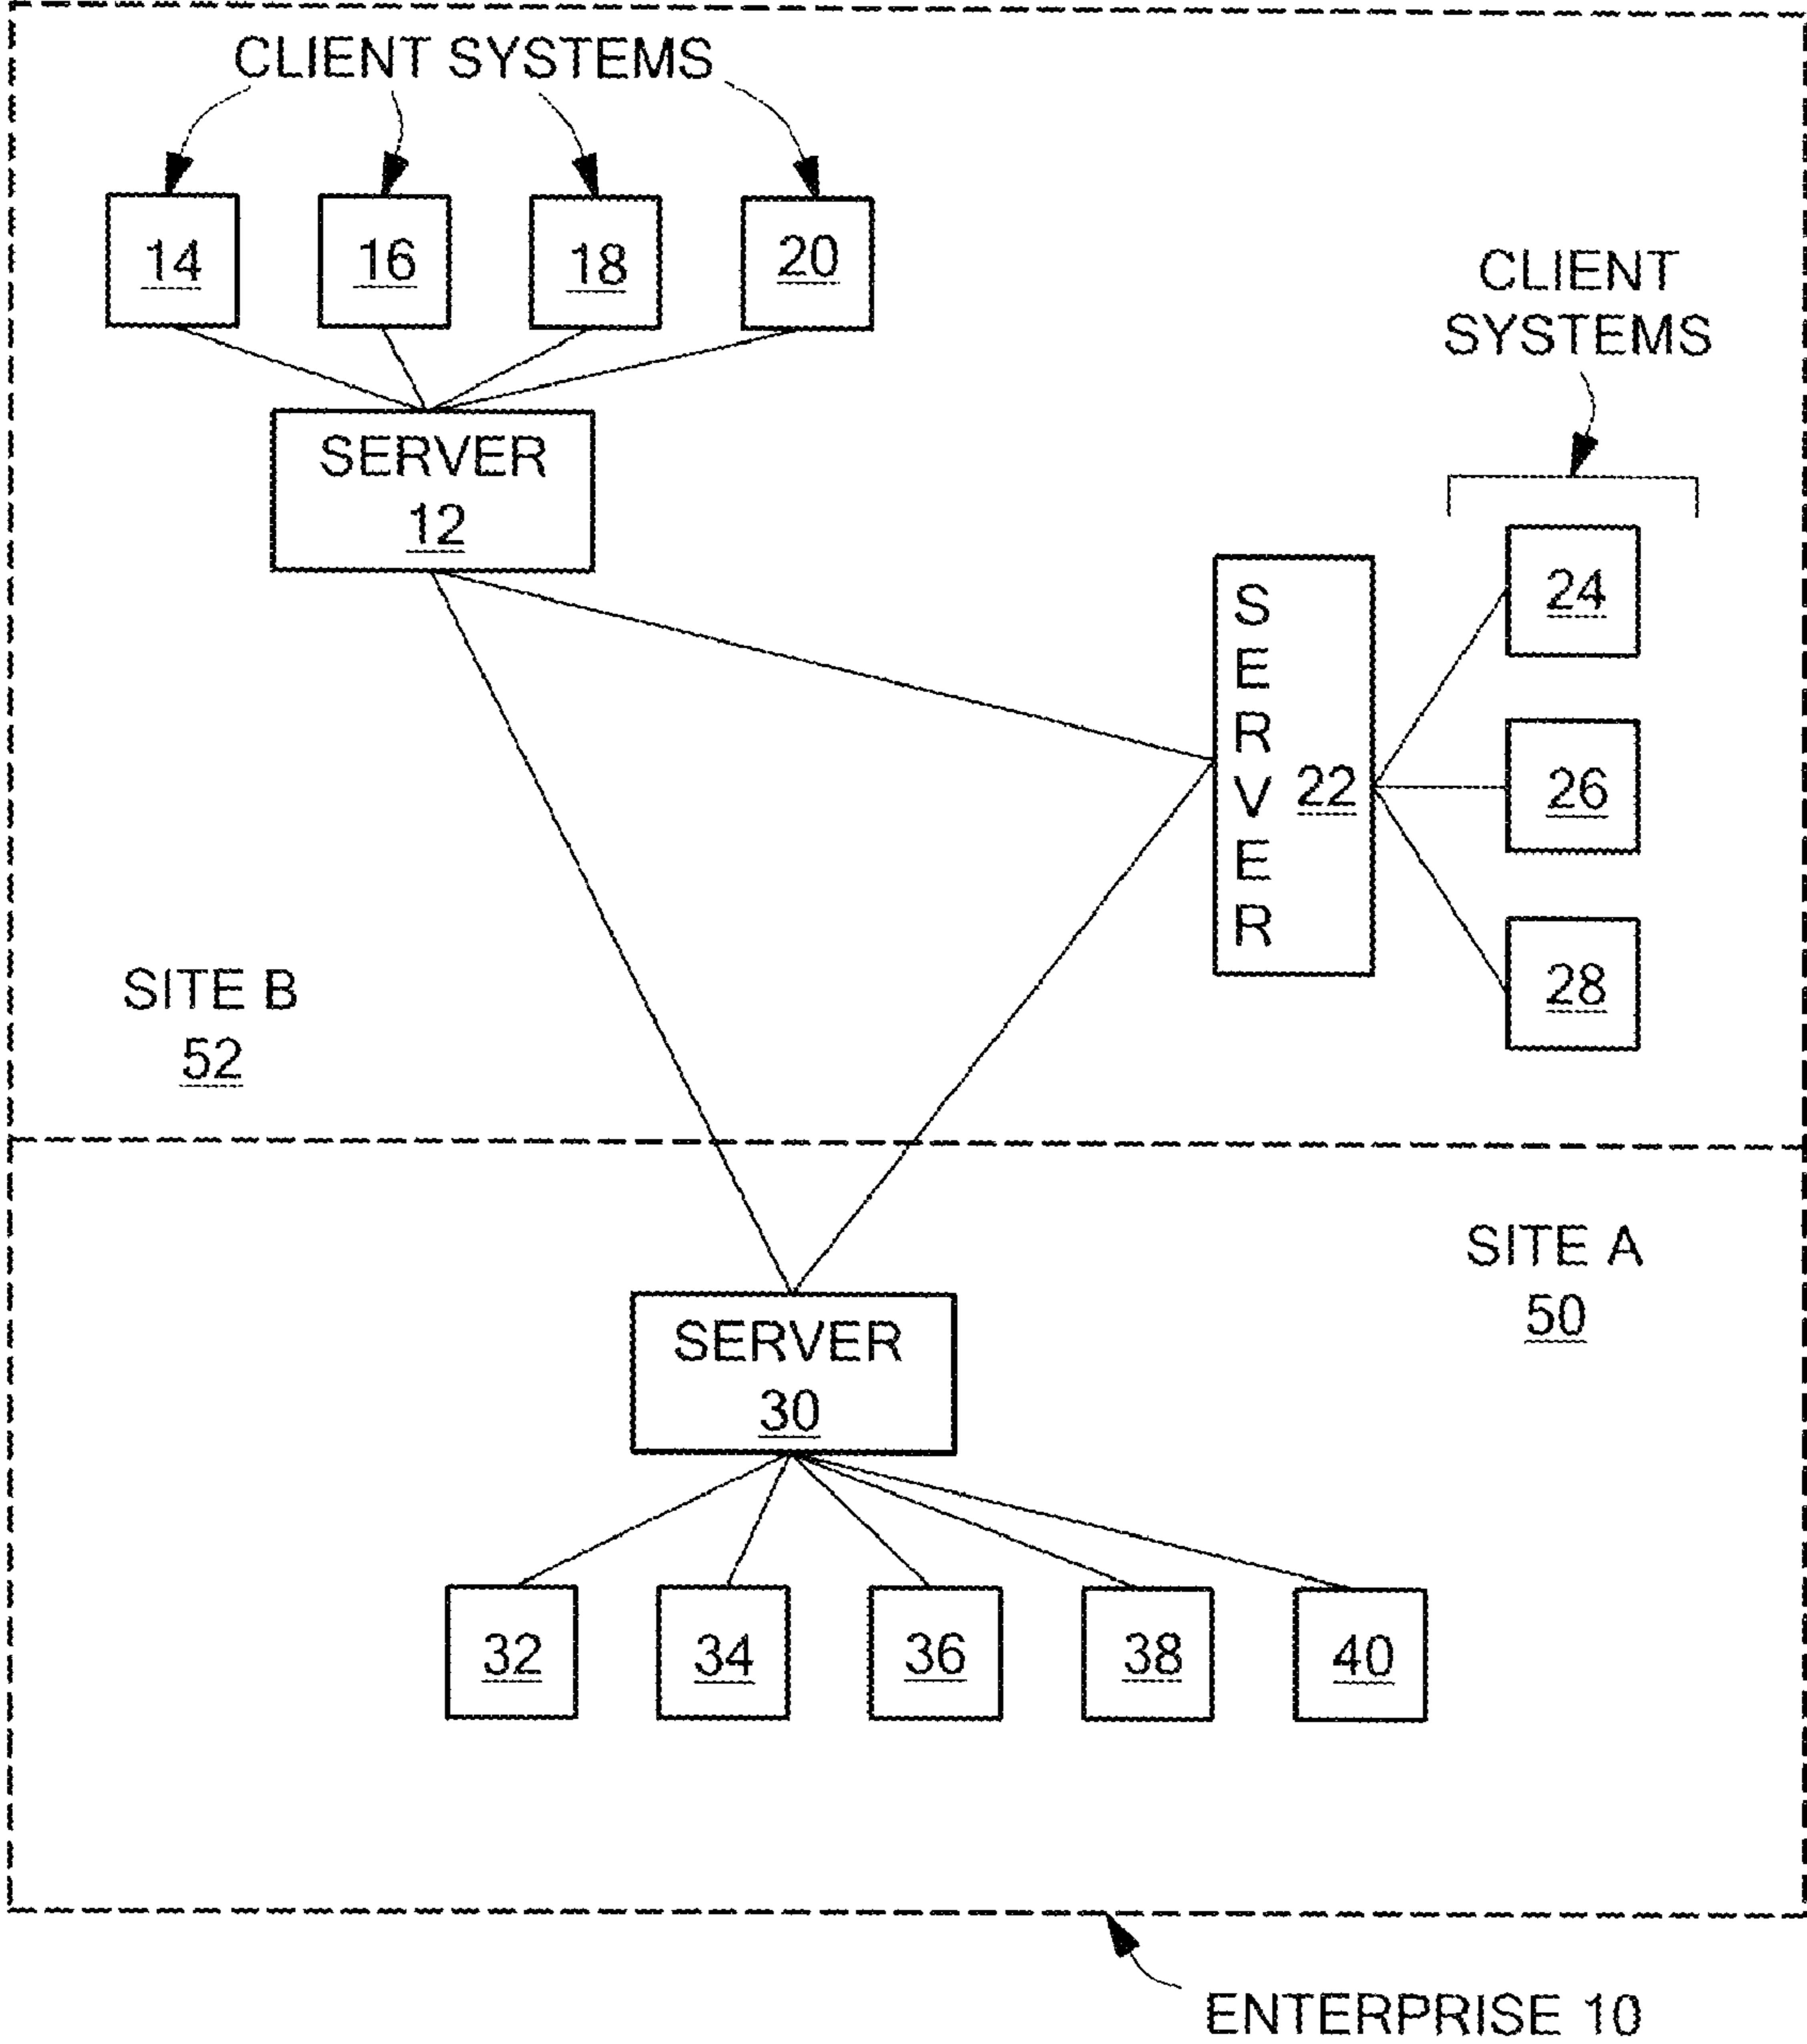 CLIENT SYSTEMS
14
16
18
20
CLIENT
SYSTEMS
SERVER
12
SERVER
22
24
26
28
SITE B
52
SITE A
50
SERVER
30
32
34
36
38
40
ENTERPRISE 10